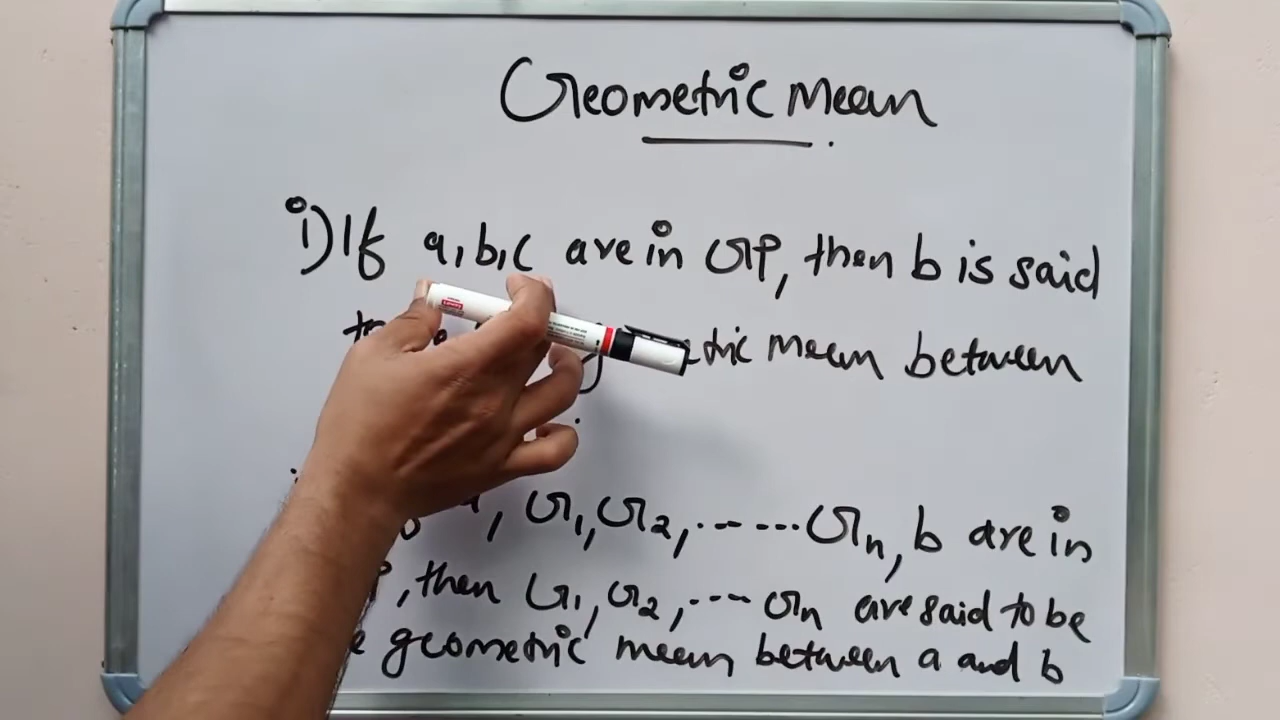 Geometric Mean
i) If a, b, c are in GP, then b is said
mean between
a, G1, G2, ...... Gn, b are in
, then G1, G2, .... Gn are said to be
geometric mean between a and b